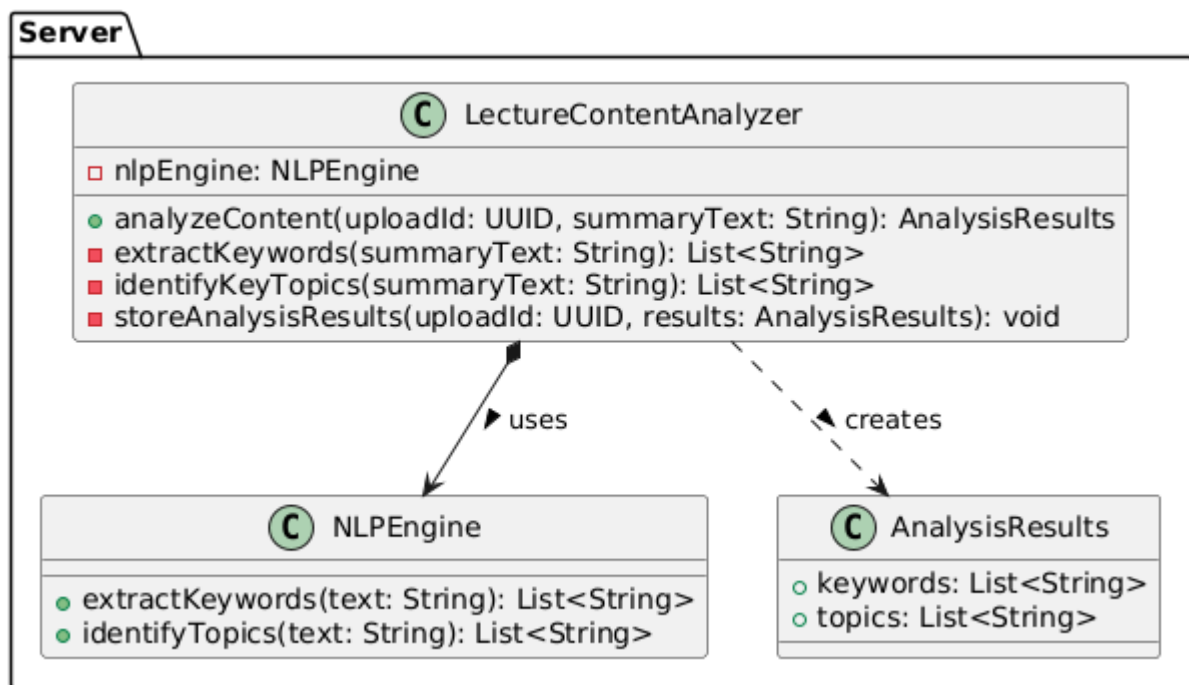 Server
C LectureContentAnalyzer
nlpEngine: NLPEngine
analyzeContent(uploadId: UUID, summaryText: String): AnalysisResults
extractKeywords(summaryText: String): List<String>
identifyKeyTopics(summaryText: String): List<String>
storeAnalysisResults(uploadId: UUID, results: AnalysisResults): void
uses
creates
C NLPEngine
extractKeywords(text: String): List<String>
identifyTopics(text: String): List<String>
C AnalysisResults
keywords: List<String>
topics: List<String>